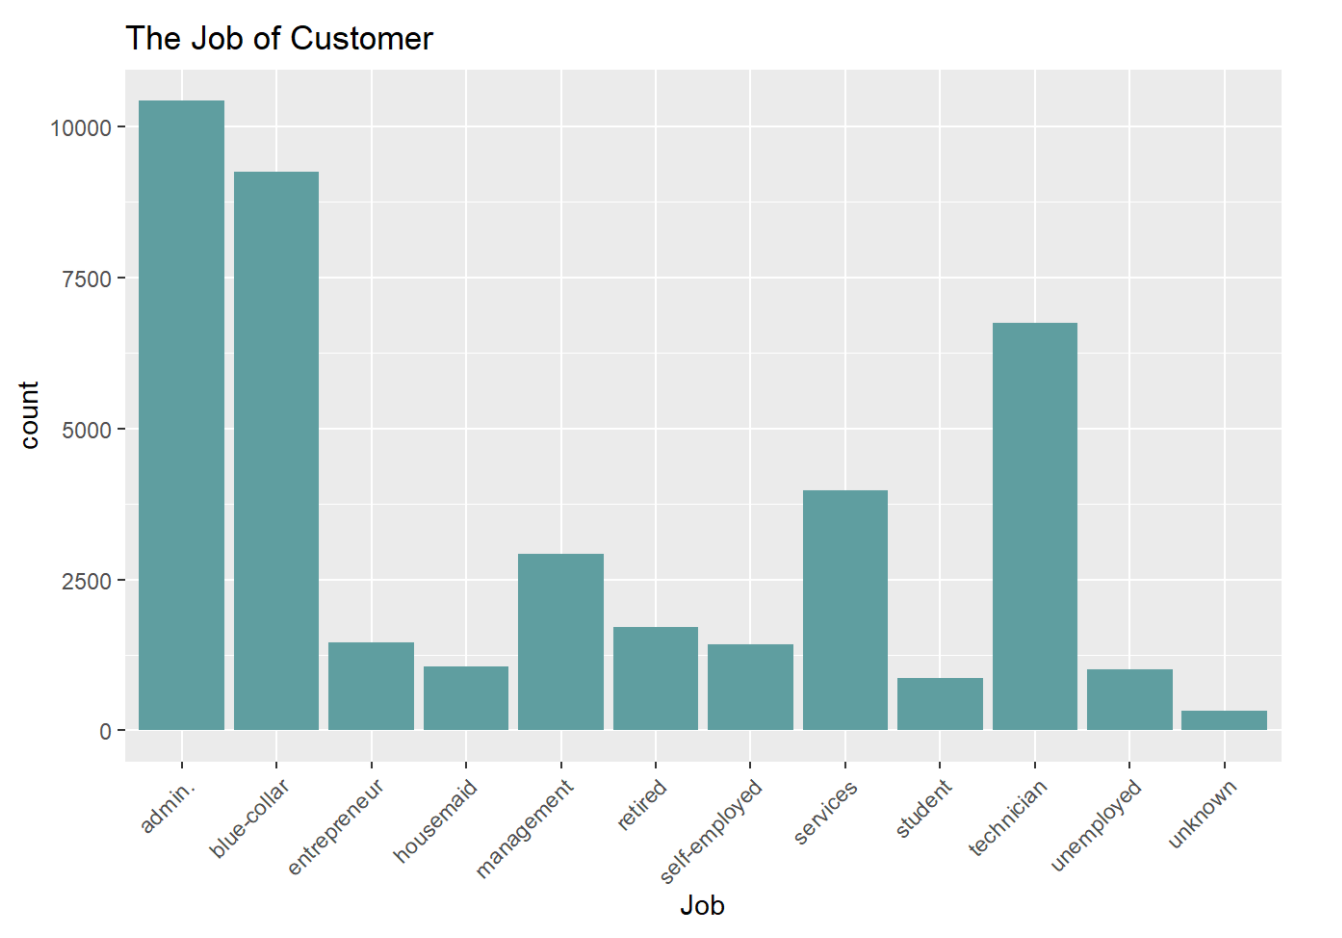 The Job of Customer
10000
7500
5000
2500
0
count
admin.
blue-collar
entrepreneur
housemaid
management
retired
self-employed
services
student
technician
unemployed
unknown
Job